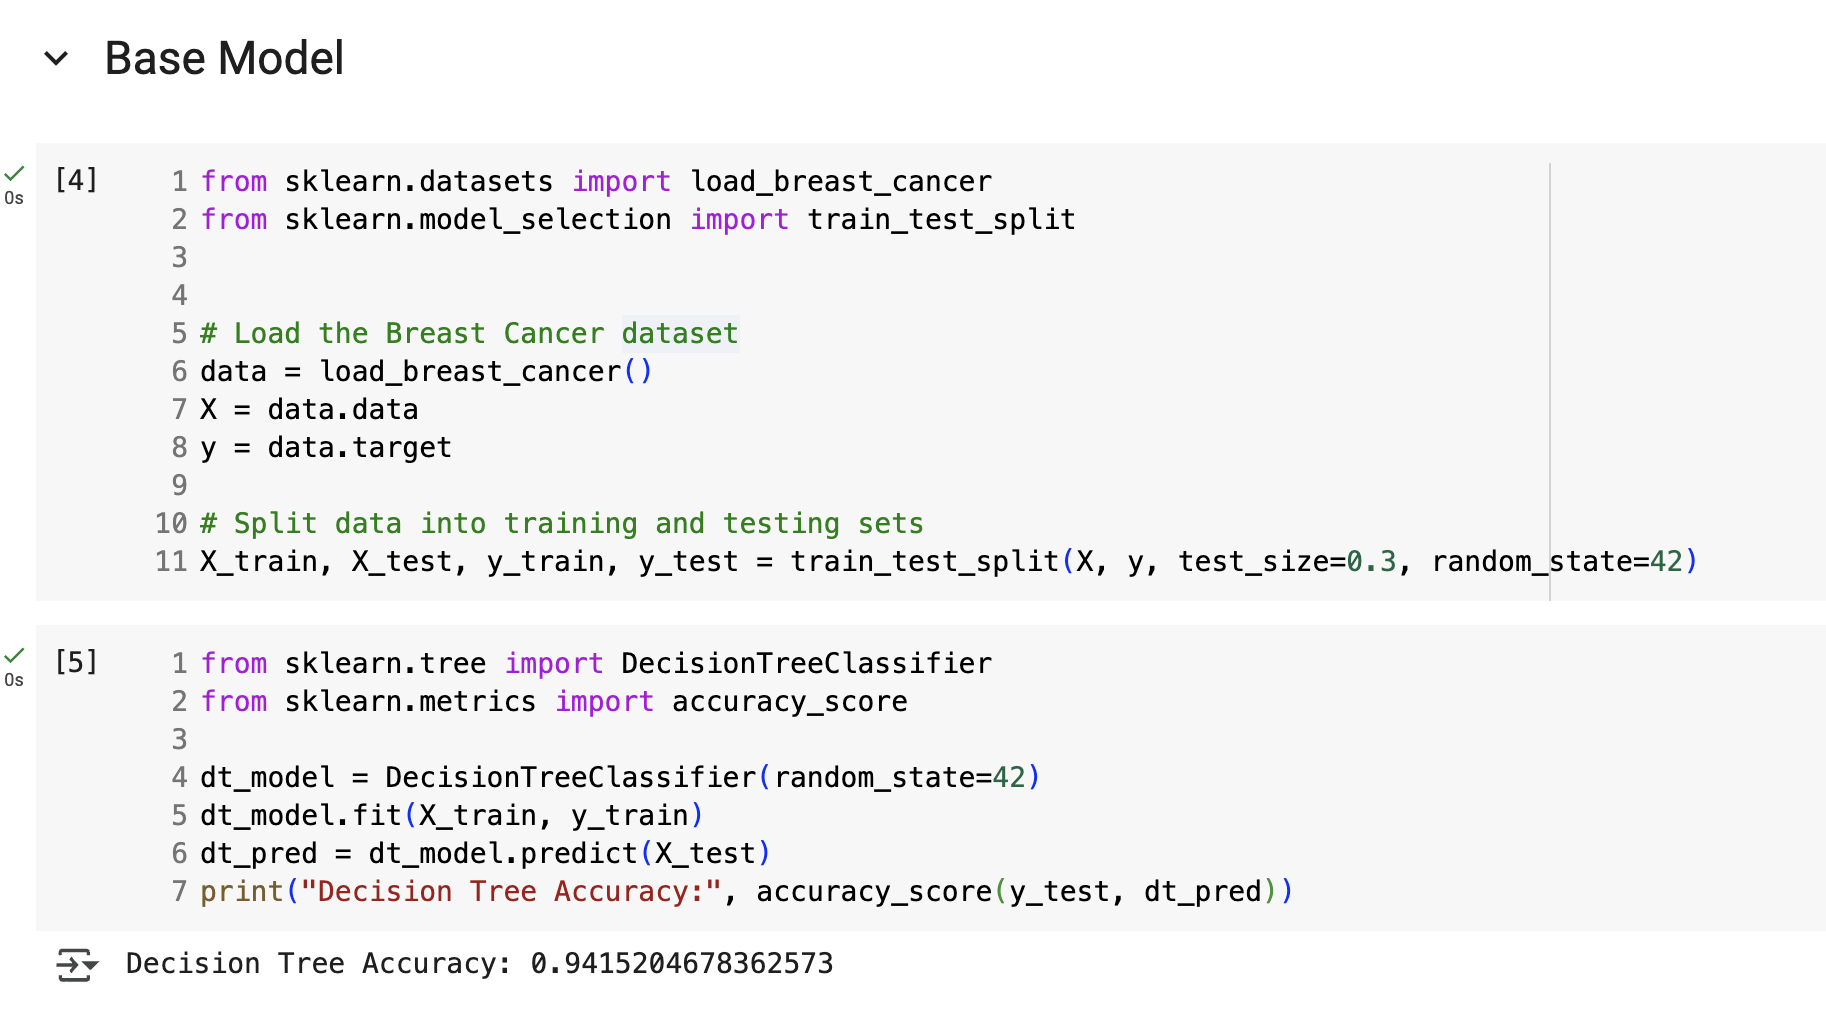 Base Model
0s
[4]
1 from sklearn.datasets import load_breast_cancer
2 from sklearn.model_selection import train_test_split
3
4
5 # Load the Breast Cancer dataset
6 data = load_breast_cancer()
7 X = data.data
8 y = data.target
9
10 # Split data into training and testing sets
11 X_train, X_test, y_train, y_test = train_test_split(X, y, test_size=0.3, random_state=42)
0s
[5]
1 from sklearn.tree import DecisionTreeClassifier
2 from sklearn.metrics import accuracy_score
3
4 dt_model = DecisionTreeClassifier(random_state=42)
5 dt_model.fit(X_train, y_train)
6 dt_pred = dt_model.predict(X_test)
7 print("Decision Tree Accuracy:", accuracy_score(y_test, dt_pred))
Decision Tree Accuracy: 0.9415204678362573